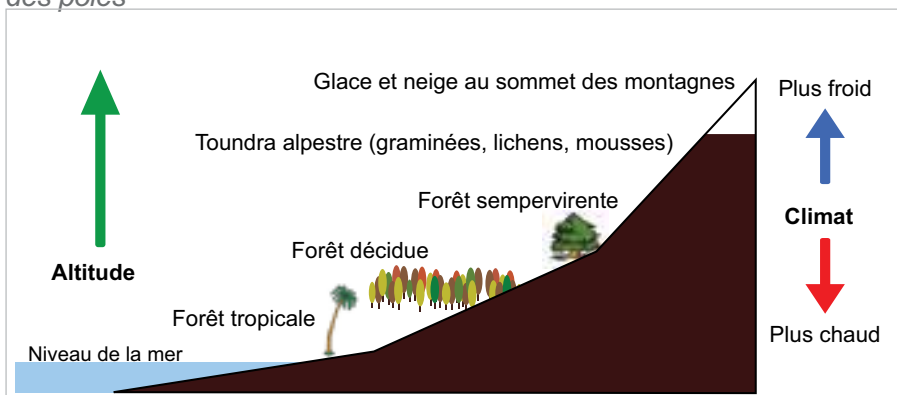 des pôles
Glace et neige au sommet des montagnes
Plus froid
Toundra alpestre (graminées, lichens, mousses)
Forêt sempervirente
Climat
Forêt décidue
Altitude
Forêt tropicale
Plus chaud
Niveau de la mer